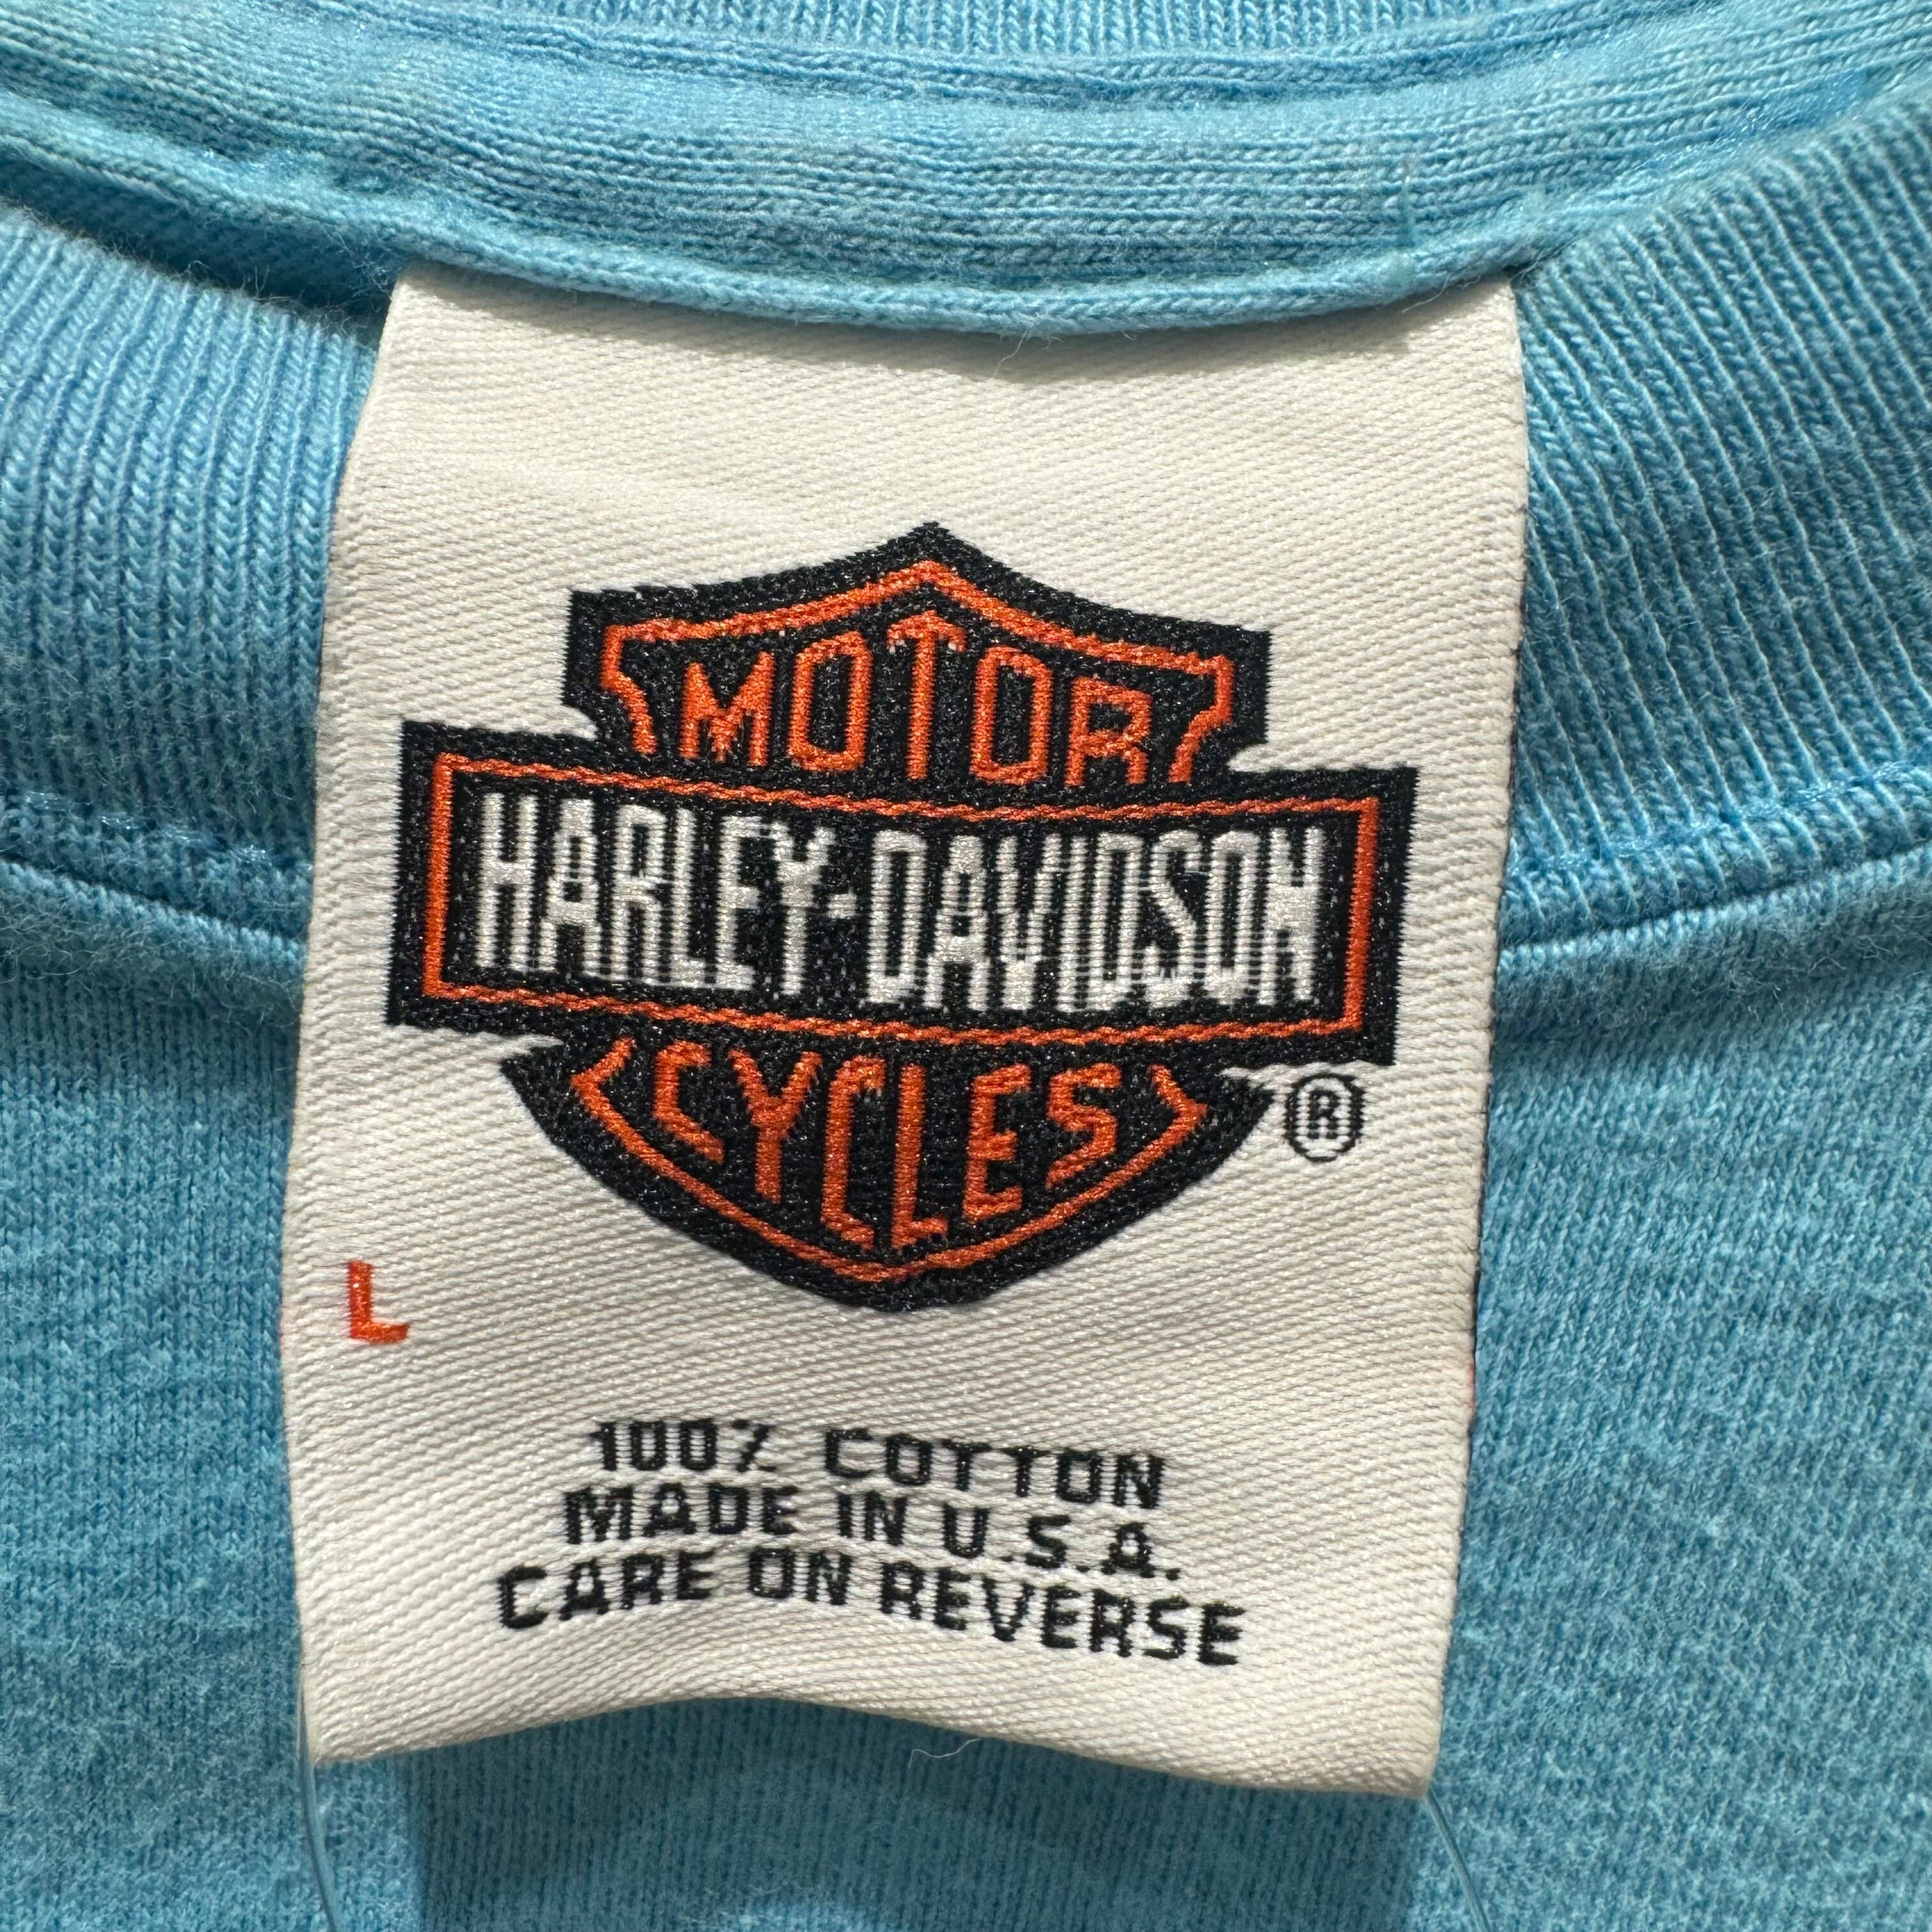 MOTOR
HARLEY-DAVIDSON
CYCLES
®
L
100% COTTON
MADE IN U.S.A.
CARE ON REVERSE